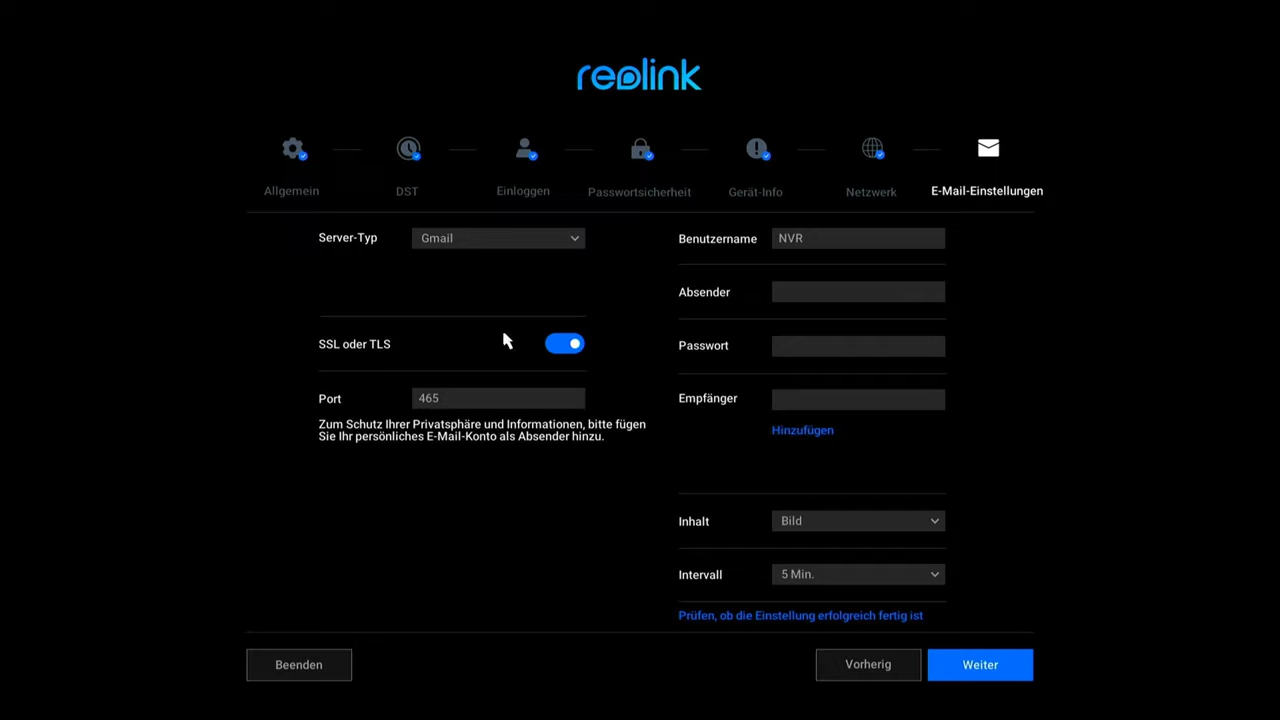 reolink
Allgemein
DST
Einloggen
Passwortsicherheit
Gerät-Info
Netzwerk
E-Mail-Einstellungen
Server-Typ
Gmail
SSL oder TLS
Port
465
Zum Schutz Ihrer Privatsphäre und Informationen, bitte fügen
Sie Ihr persönliches E-Mail-Konto als Absender hinzu.
Benutzername
NVR
Absender
Passwort
Empfänger
Hinzufügen
Inhalt
Bild
Intervall
5 Min.
Prüfen, ob die Einstellung erfolgreich fertig ist
Beenden
Vorherig
Weiter